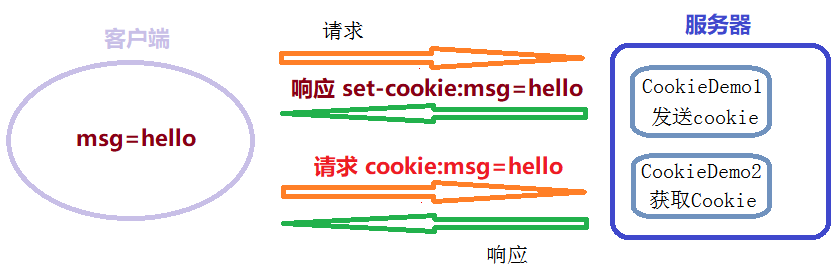 客户端
msg=hello
请求
响应 set-cookie:msg=hello
请求 cookie:msg=hello
响应
服务器
CookieDemo1
发送cookie
CookieDemo2
获取Cookie